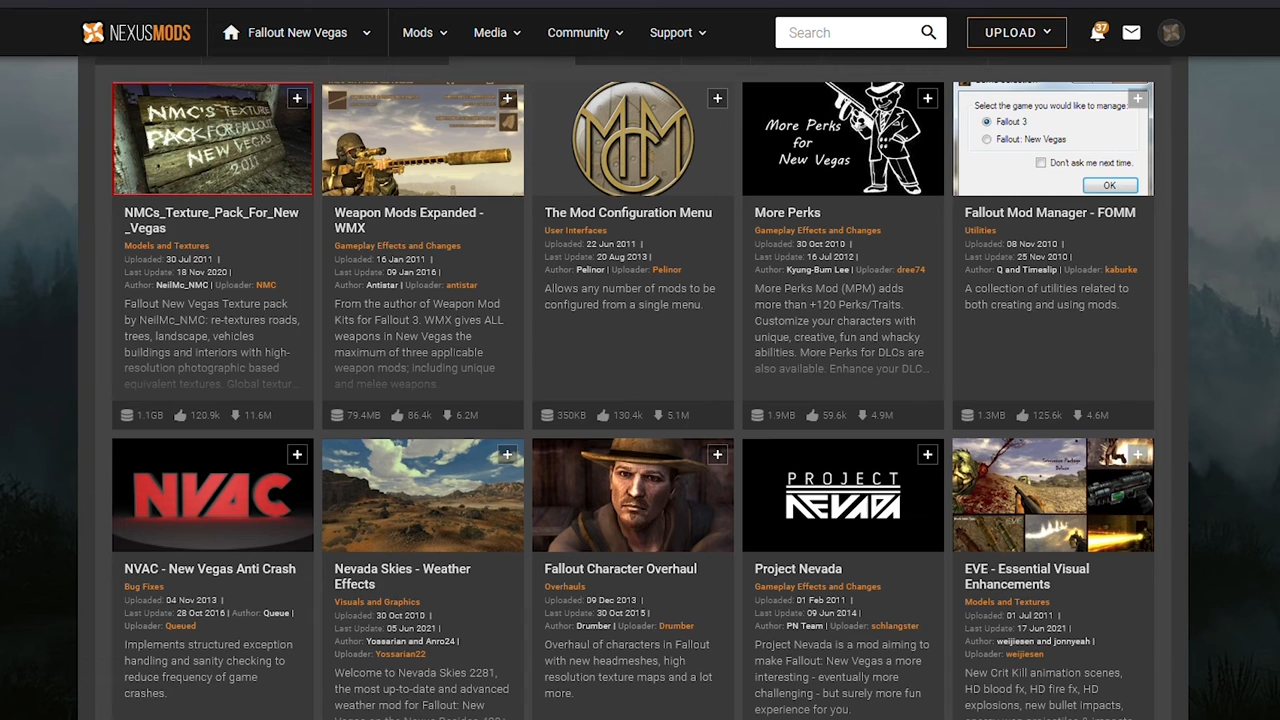 NEXUSMODS
Fallout New Vegas
Mods
Media
Community
Support
Search
UPLOAD
37
NMC'S TEXTURE
PACK FOR FALLOUT
NEW VEGAS
2011
NMCs_Texture_Pack_For_New
_Vegas
Models and Textures
Uploaded: 30 Jul 2011 |
Last Update: 18 Nov 2020 |
Author: NeilMc_NMC | Uploader: NMC
Fallout New Vegas Texture pack
by NeilMc_NMC: re-textures roads,
trees, landscape, vehicles
buildings and interiors with high-
resolution photographic based
equivalent textures. Global textur...
1.1GB 120.9k 11.6M
Weapon Mods Expanded -
WMX
Gameplay Effects and Changes
Uploaded: 16 Jan 2011 |
Last Update: 09 Jan 2016 |
Author: Antistar | Uploader: antistar
From the author of Weapon Mod
Kits for Fallout 3. WMX gives ALL
weapons in New Vegas the
maximum of three applicable
weapon mods; including unique
and melee weapons.
79.4MB 86.4k 6.2M
MCM
The Mod Configuration Menu
User Interfaces
Uploaded: 22 Jun 2011 |
Last Update: 20 Aug 2013 |
Author: Pelinor | Uploader: Pelinor
Allows any number of mods to be
configured from a single menu.
350KB 130.4k 5.1M
More Perks
for
New Vegas
More Perks
Gameplay Effects and Changes
Uploaded: 30 Oct 2010 |
Last Update: 16 Jul 2012 |
Author: Kyung-Bum Lee | Uploader: dree74
More Perks Mod (MPM) adds
more than +120 Perks/Traits.
Customize your characters with
unique, creative, fun and whacky
abilities. More Perks for DLCs are
also available. Enhance your DLC...
1.9MB 59.6k 4.9M
Select the game you would like to manage:
Fallout 3
Fallout: New Vegas
Don't ask me next time.
OK
Fallout Mod Manager - FOMM
Utilities
Uploaded: 08 Nov 2010 |
Last Update: 25 Nov 2010 |
Author: Q and Timeslip | Uploader: kaburke
A collection of utilities related to
both creating and using mods.
1.3MB 125.6k 4.6M
NVAC
NVAC - New Vegas Anti Crash
Bug Fixes
Uploaded: 04 Nov 2013 |
Last Update: 28 Oct 2016 | Author: Queue |
Uploader: Queued
Implements structured exception
handling and sanity checking to
reduce frequency of game
crashes.
Nevada Skies - Weather
Effects
Visuals and Graphics
Uploaded: 30 Oct 2010 |
Last Update: 05 Jun 2021 |
Author: Yossarian and Anro24 |
Uploader: Yossarian22
Welcome to Nevada Skies 2281,
the most up-to-date and advanced
weather mod for Fallout: New
Fallout Character Overhaul
Overhauls
Uploaded: 09 Dec 2013 |
Last Update: 30 Oct 2015 |
Author: Drumber | Uploader: Drumber
Overhaul of characters in Fallout
with new headmeshes, high
resolution texture maps and a lot
more.
PROJECT
NEVADA
Project Nevada
Gameplay Effects and Changes
Uploaded: 01 Feb 2011 |
Last Update: 09 Jun 2014 |
Author: PN Team | Uploader: schlangster
Project Nevada is a mod aiming to
make Fallout: New Vegas a more
interesting - eventually more
challenging - but surely more fun
experience for you.
EVE - Essential Visual
Enhancements
Models and Textures
Uploaded: 01 Jul 2011 |
Last Update: 17 Jun 2021 |
Author: weijiesen and jonnyeah |
Uploader: weijiesen
New Crit Kill animation scenes,
HD blood fx, HD fire fx, HD
explosions, new bullet impacts,